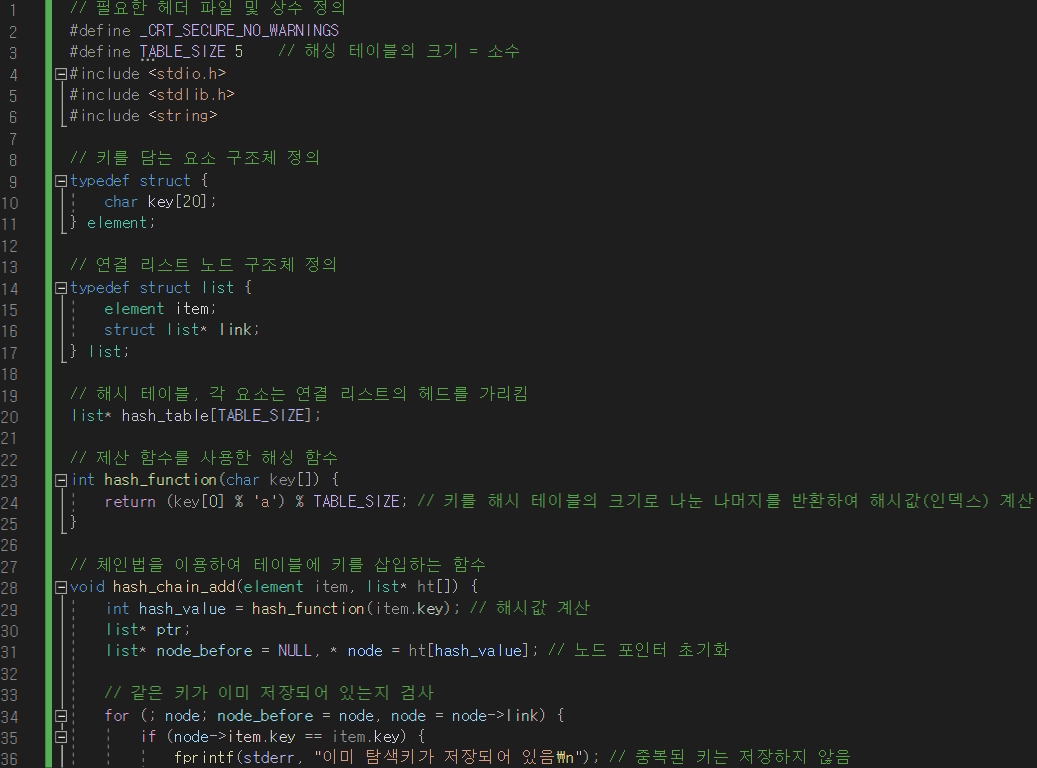 1 // 필요한 헤더 파일 및 상수 정의
2 #define _CRT_SECURE_NO_WARNINGS
3 #define TABLE_SIZE 5 // 해싱 테이블의 크기 = 소수
4 #include <stdio.h>
5 #include <stdlib.h>
6 #include <string>
7
8 // 키를 담는 요소 구조체 정의
9 typedef struct {
10 char key[20];
11 } element;
12
13 // 연결 리스트 노드 구조체 정의
14 typedef struct list {
15 element item;
16 struct list* link;
17 } list;
18
19 // 해시 테이블, 각 요소는 연결 리스트의 헤드를 가리킴
20 list* hash_table[TABLE_SIZE];
21
22 // 제산 함수를 사용한 해싱 함수
23 int hash_function(char key[]) {
24 return (key[0] % 'a') % TABLE_SIZE; // 키를 해시 테이블의 크기로 나눈 나머지를 반환하여 해시값(인덱스) 계산
25 }
26
27 // 체인법을 이용하여 테이블에 키를 삽입하는 함수
28 void hash_chain_add(element item, list* ht[]) {
29 int hash_value = hash_function(item.key); // 해시값 계산
30 list* ptr;
31 list* node_before = NULL, * node = ht[hash_value]; // 노드 포인터 초기화
32
33 // 같은 키가 이미 저장되어 있는지 검사
34 for (; node; node_before = node, node = node->link) {
35 if (node->item.key == item.key) {
36 fprintf(stderr, "이미 탐색키가 저장되어 있음₩n"); // 중복된 키는 저장하지 않음